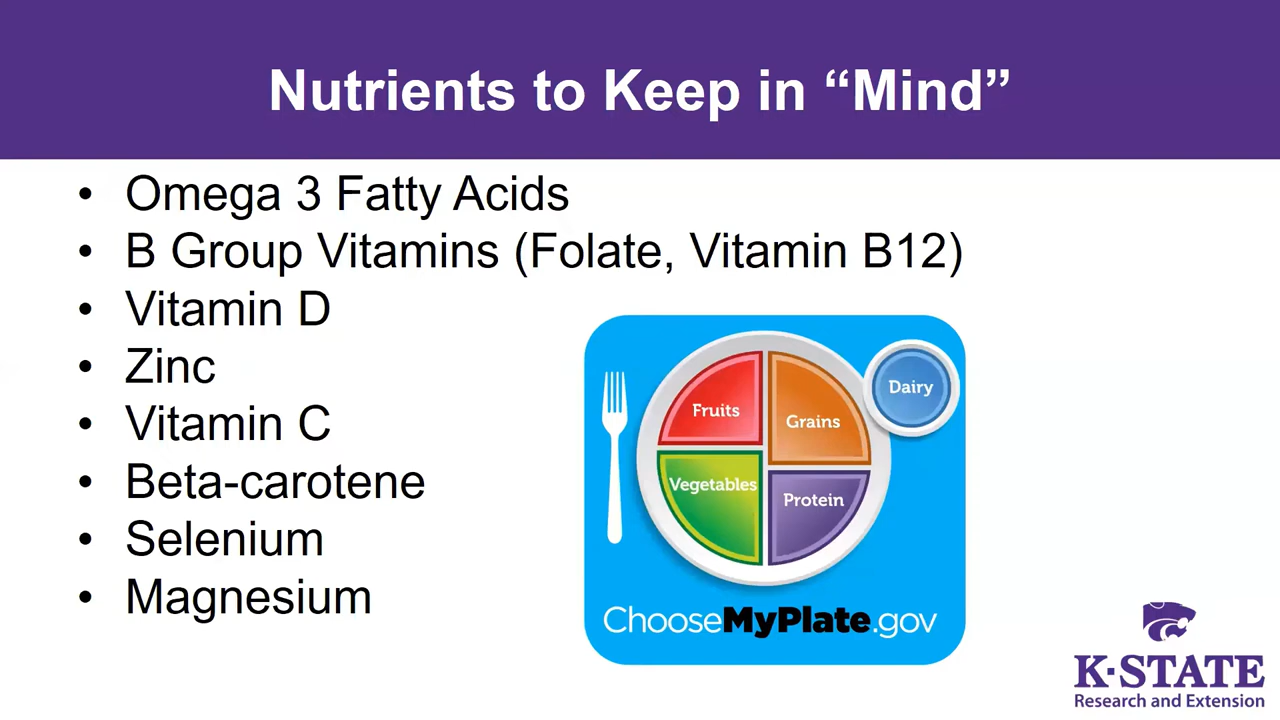 Nutrients to Keep in “Mind”
• Omega 3 Fatty Acids
• B Group Vitamins (Folate, Vitamin B12)
• Vitamin D
• Zinc
• Vitamin C
• Beta-carotene
• Selenium
• Magnesium
Fruits
Grains
Dairy
Vegetables
Protein
ChooseMyPlate.gov
K-STATE
Research and Extension